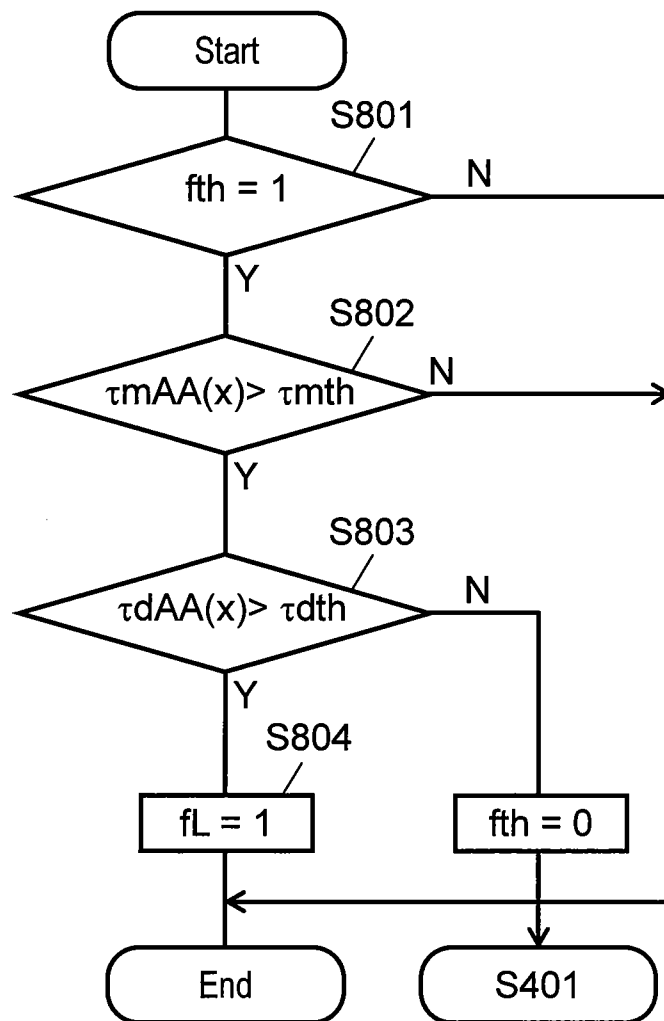 Start
S801
fth = 1
N
Y
S802
τmAA(x)> τmth
N
Y
S803
τdAA(x)> τdth
N
Y
S804
fL = 1
fth = 0
End
S401